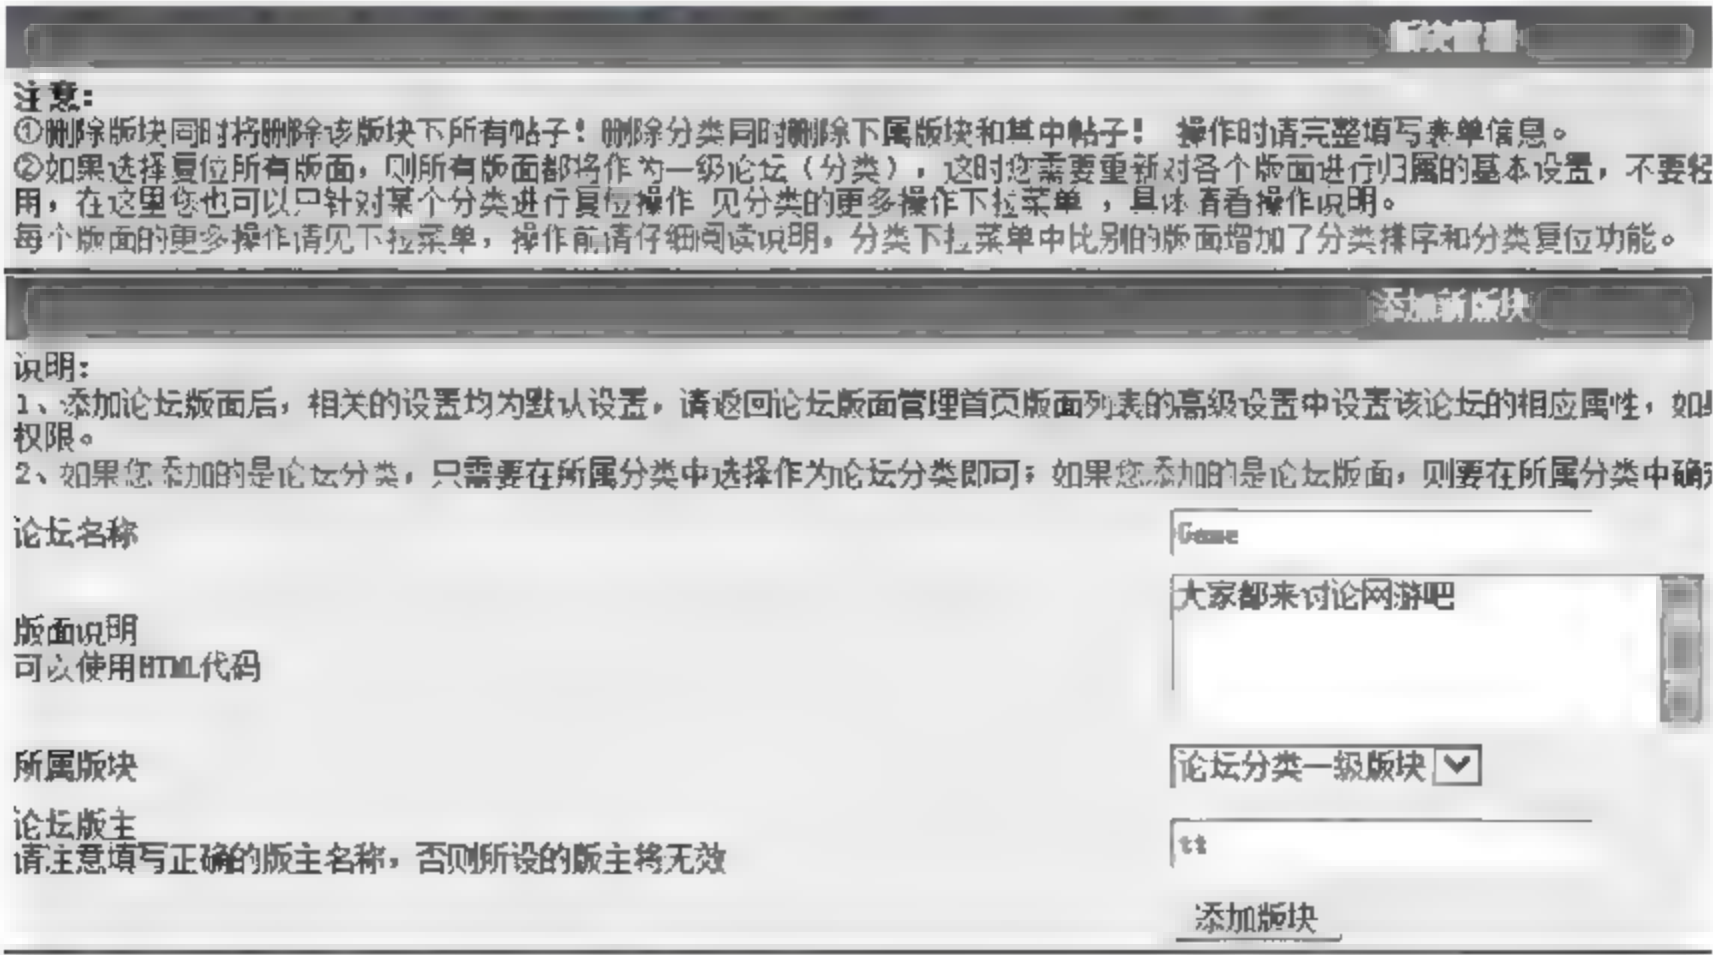 版块管理
注意:
①删除版块同时将删除该版块下所有帖子！删除分类同时删除下属版块和其中帖子！ 操作时请完整填写表单信息。
②如果选择复位所有版面，则所有版面都将作为一级论坛（分类），这时您需要重新对各个版面进行归属的基本设置，不要轻
用，在这里您也可以只针对某个分类进行复位操作 见分类的更多操作下拉菜单 ，具体请看操作说明。
每个版面的更多操作请见下拉菜单，操作前请仔细阅读说明，分类下拉菜单中比别的版面增加了分类排序和分类复位功能。
添加新版块
说明:
1、添加论坛版面后，相关的设置均为默认设置，请返回论坛版面管理首页版面列表的高级设置中设置该论坛的相应属性，如
权限。
2、如果您添加的是论坛分类，只需要在所属分类中选择作为论坛分类即可；如果您添加的是论坛版面，则要在所属分类中确
论坛名称
Game
大家都来讨论网游吧
版面说明
可以使用HTML代码
所属版块
论坛分类一级版块
论坛版主
请注意填写正确的版主名称，否则所设的版主将无效
tt
添加版块